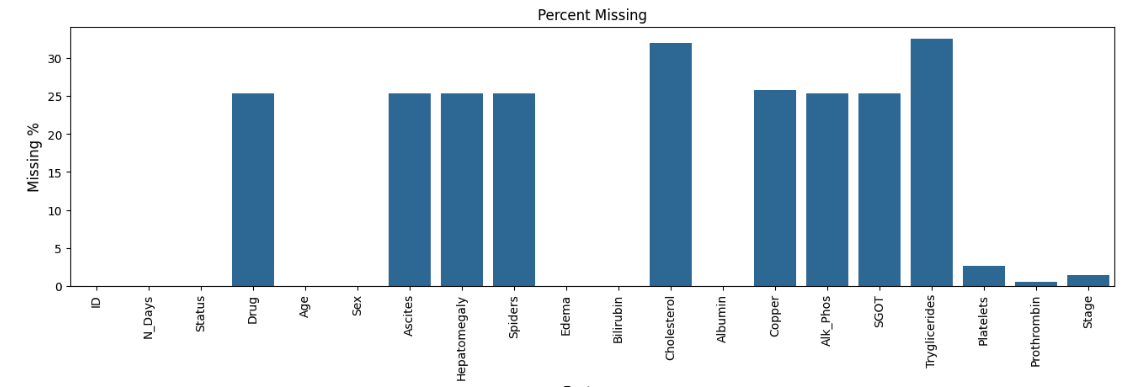 Percent Missing
Missing %
30
25
20
15
10
5
0
ID
N_Days
Status
Drug
Age
Sex
Ascites
Hepatomegaly
Spiders
Edema
Bilirubin
Cholesterol
Albumin
Copper
Alk_Phos
SGOT
Tryglicerides
Platelets
Prothrombin
Stage